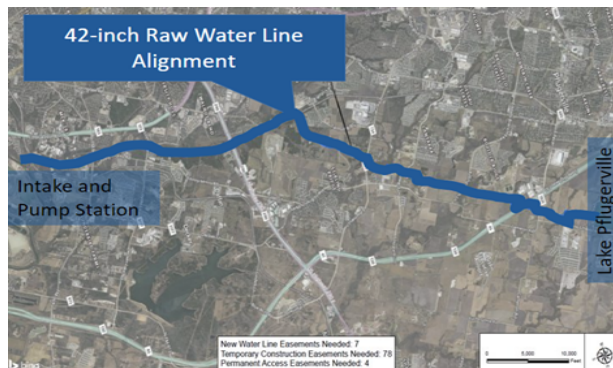 42-inch Raw Water Line
Alignment
Intake and
Pump Station
Lake Pflugerville
New Water Line Easements Needed: 7
Temporary Construction Easements Needed: 78
Permanent Access Easements Needed: 4
0 5,000 10,000
Feet
bing